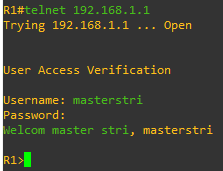 R1#telnet 192.168.1.1
Trying 192.168.1.1 ... Open
User Access Verification
Username: masterstri
Password:
Welcom master stri, masterstri
R1>